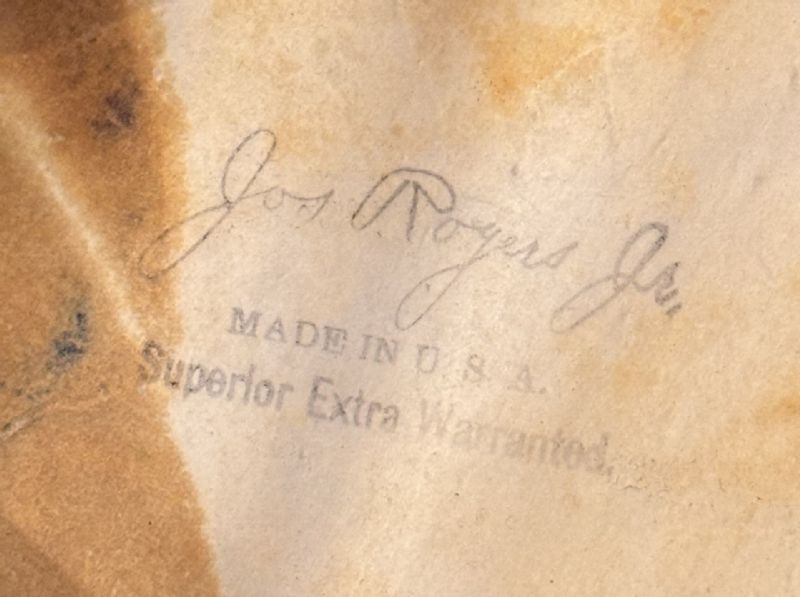 Jos Rogers Jr.
MADE IN U. S. A.
Superior Extra Warranted.